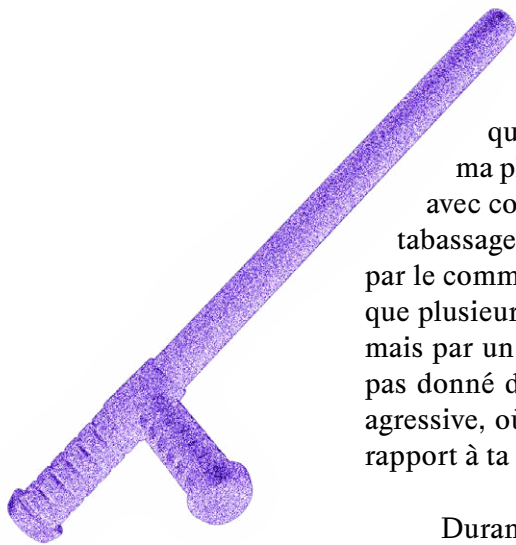 qu
ma p
avec co
tabassage
par le comm
que plusieur
mais par un
pas donné d
agressive, où
rapport à ta
Duran